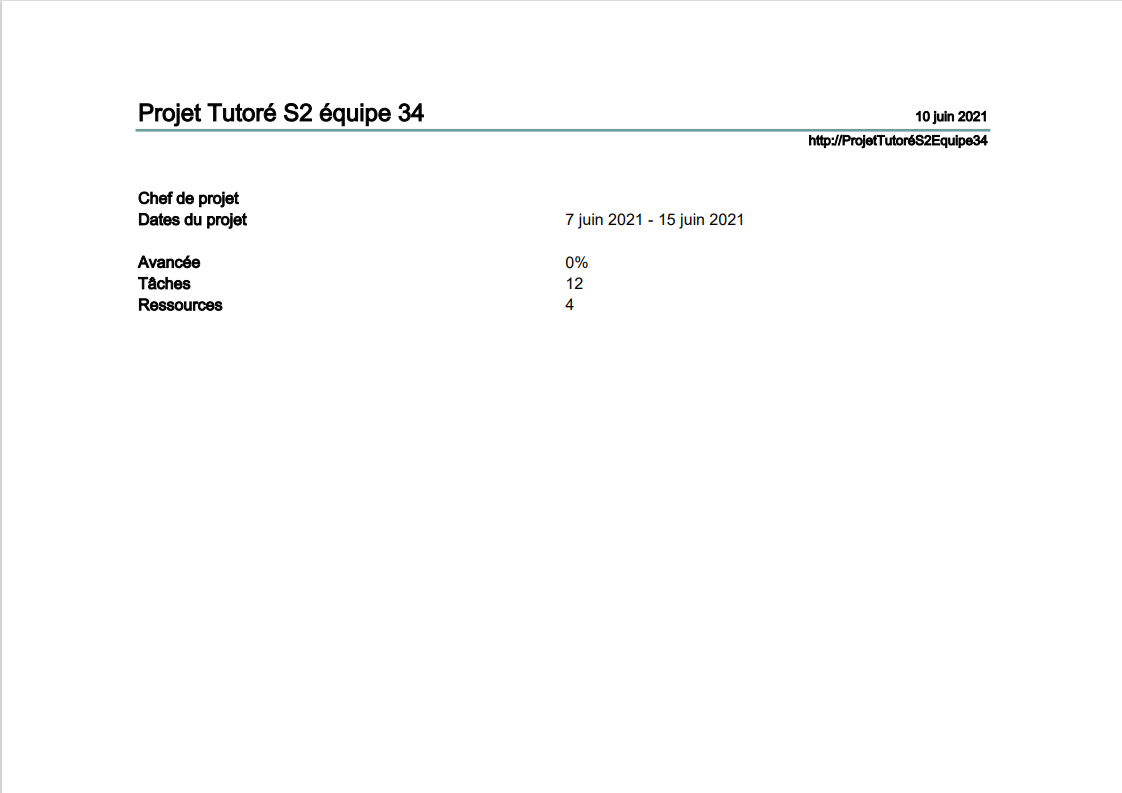 Projet Tutoré S2 équipe 34
10 juin 2021
http://ProjetTutoréS2Equipe34
Chef de projet
Dates du projet 7 juin 2021 - 15 juin 2021
Avancée 0%
Tâches 12
Ressources 4